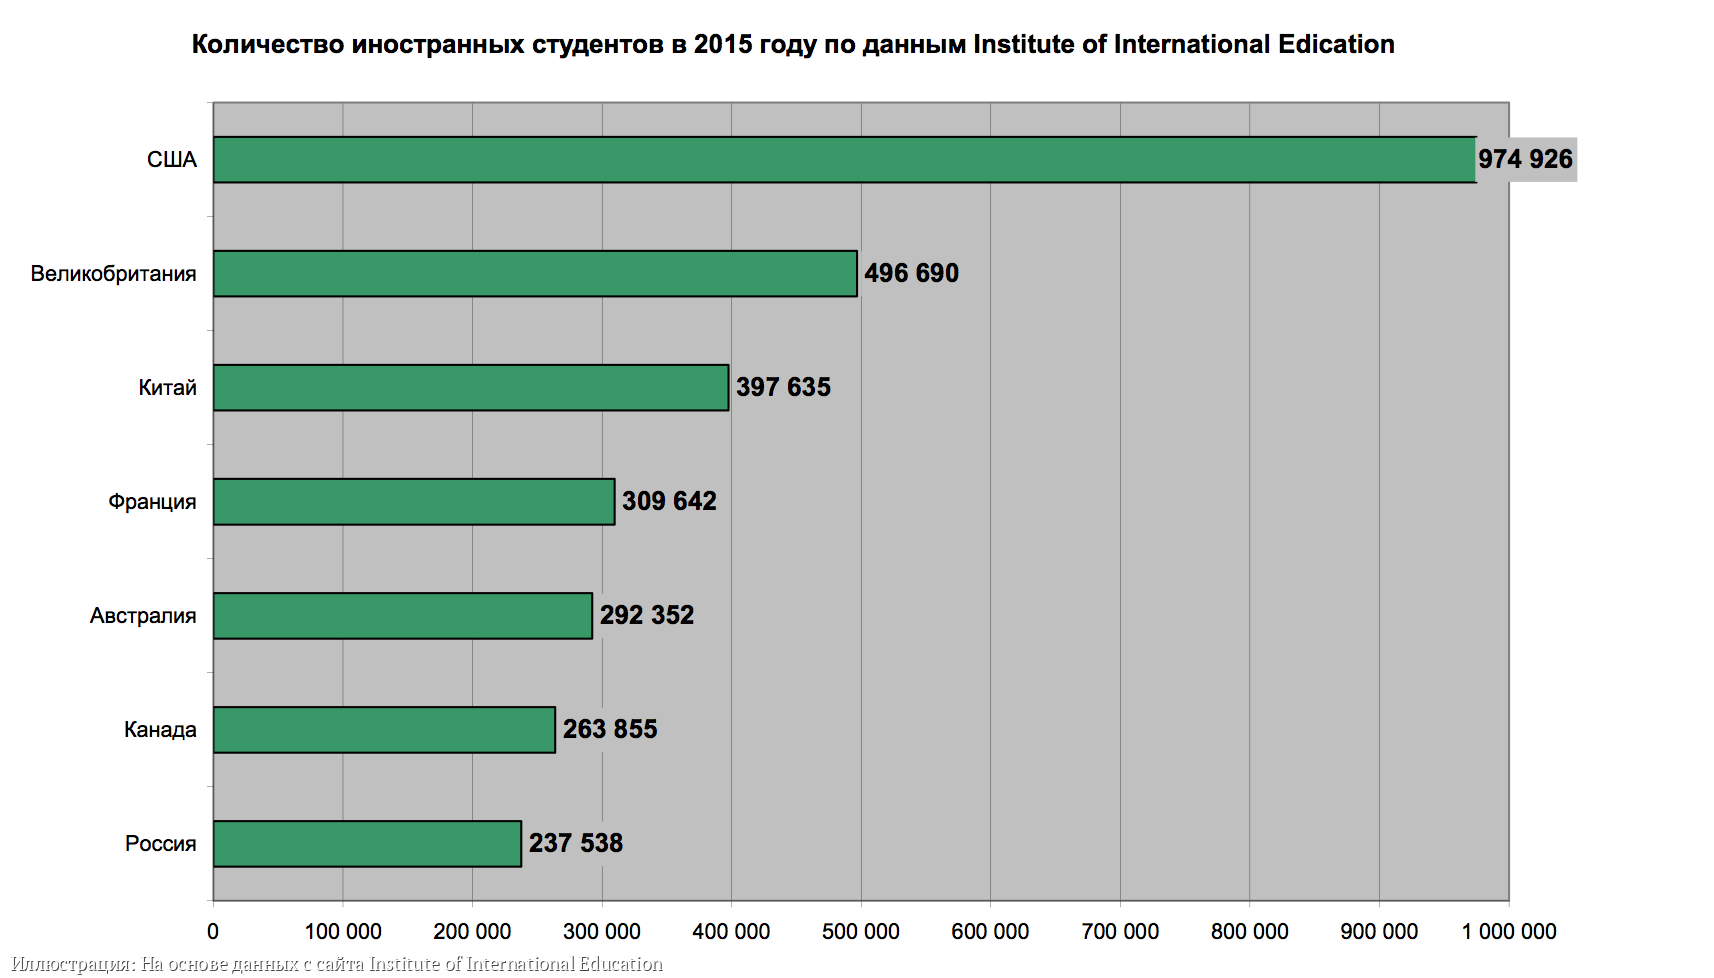 Количество иностранных студентов в 2015 году по данным Institute of International Edication
США 974 926
Великобритания 496 690
Китай 397 635
Франция 309 642
Австралия 292 352
Канада 263 855
Россия 237 538
0 100 000 200 000 300 000 400 000 500 000 600 000 700 000 800 000 900 000 1 000 000
Иллюстрация: На основе данных с сайта Institute of International Education